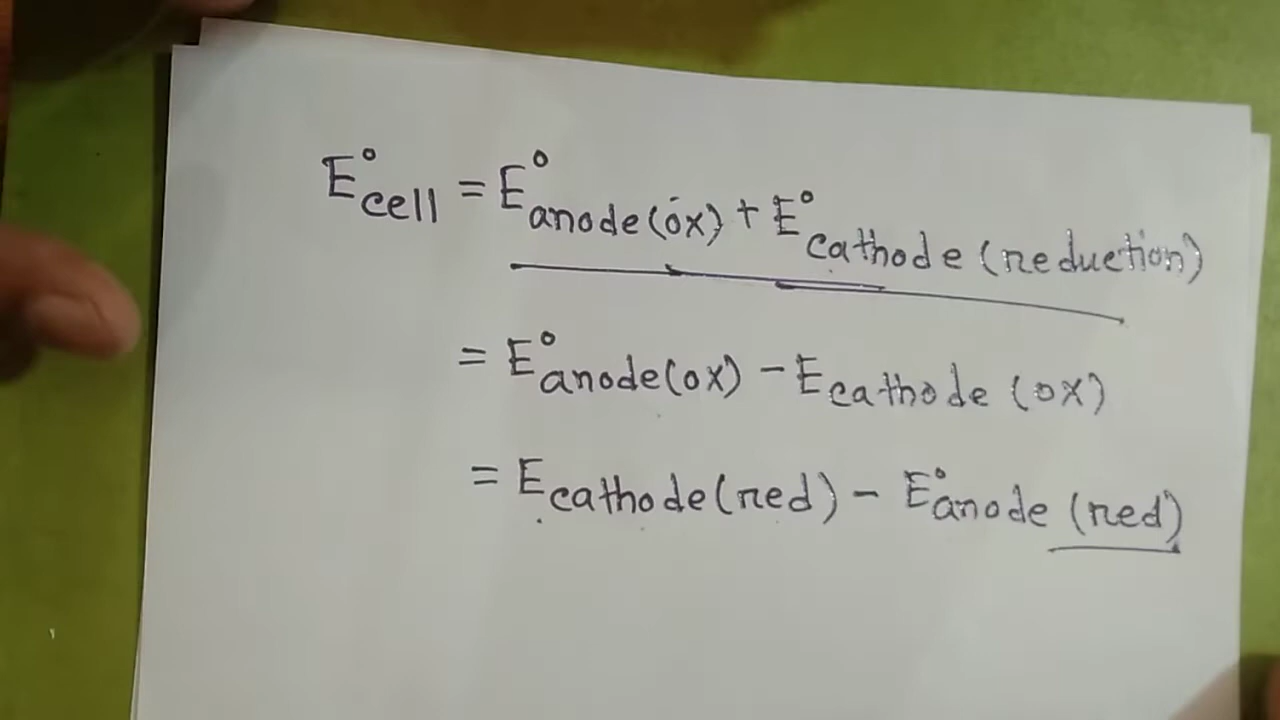 E°cell = E°anode(ox) + E°cathode (reduction)
= E°anode(ox) - Ecathode (ox)
= Ecathode(red) - E°anode (red)